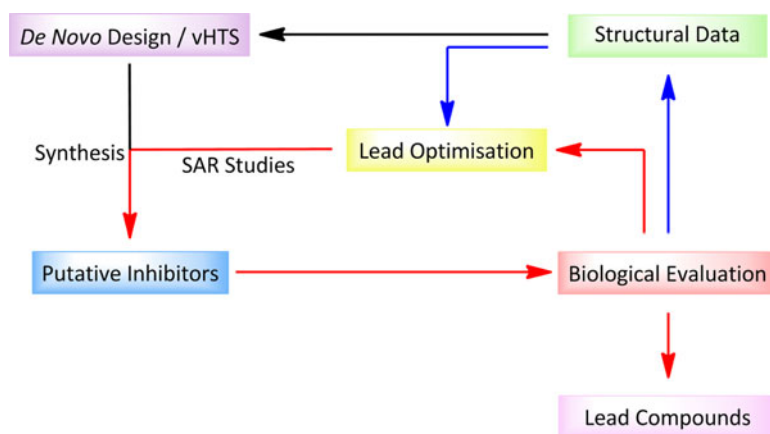 De Novo Design / vHTS
Structural Data
Synthesis
SAR Studies
Lead Optimisation
Putative Inhibitors
Biological Evaluation
Lead Compounds